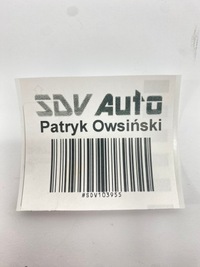 SDV Auto
Patryk Owsiński
#SDV103955